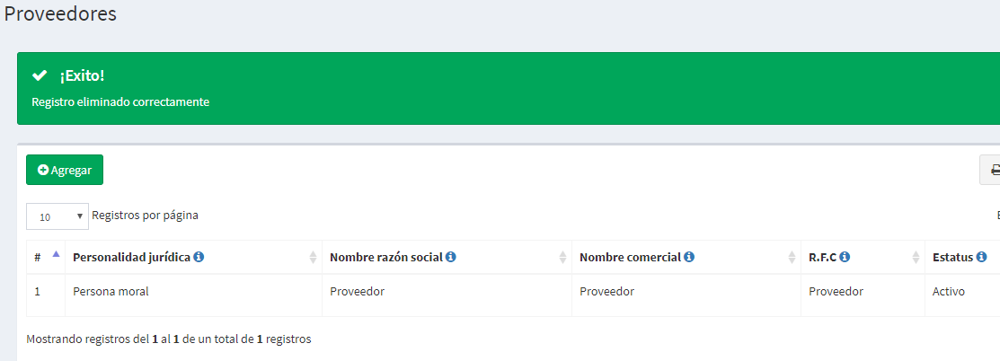 Proveedores
¡Exito!
Registro eliminado correctamente
Agregar
10 Registros por página
# Personalidad jurídica Nombre razón social Nombre comercial R.F.C Estatus
1 Persona moral Proveedor Proveedor Proveedor Activo
Mostrando registros del 1 al 1 de un total de 1 registros